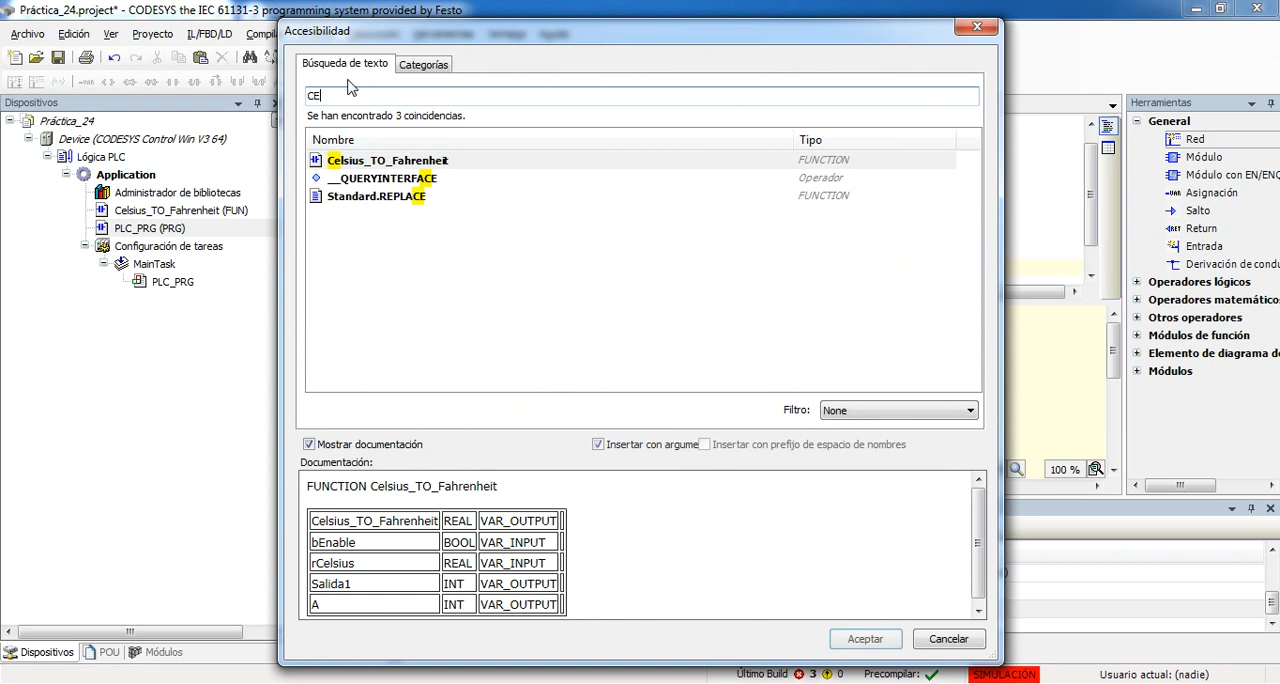 Práctica_24.project* - CODESYS the IEC 61131-3 programming system provided by Festo
Accesibilidad
Archivo Edición Ver Proyecto IL/FBD/LD
Búsqueda de texto Categorías
Dispositivos
CE
Herramientas
Práctica_24
Se han encontrado 3 coincidencias.
General
Device (CODESYS Control Win V3 x64)
Nombre Tipo
Red
Lógica PLC
Celsius_TO_Fahrenheit FUNCTION
Módulo
Application
__QUERYINTERFACE Operador
Módulo con EN/ENO
Administrador de bibliotecas
Standard.REPLACE FUNCTION
Asignación
Celsius_TO_Fahrenheit (FUN)
Salto
PLC_PRG (PRG)
Return
Configuración de tareas
Entrada
MainTask
Derivación de
PLC_PRG
Operadores lógicos
Operadores
Otros operadores
Módulos de función
Elemento de diagrama
Módulos
Filtro: None
Mostrar documentación Insertar con Insertar con prefijo de espacio de nombres
Documentación:
100 %
FUNCTION Celsius_TO_Fahrenheit
Celsius_TO_Fahrenheit REAL VAR_OUTPUT
bEnable BOOL VAR_INPUT
rCelsius REAL VAR_INPUT
Salida1 INT VAR_OUTPUT
A INT VAR_OUTPUT
Aceptar Cancelar
Dispositivos POU Módulos
Último Build 3 0 Precompilar: SIMULACIÓN Usuario actual: (nadie)